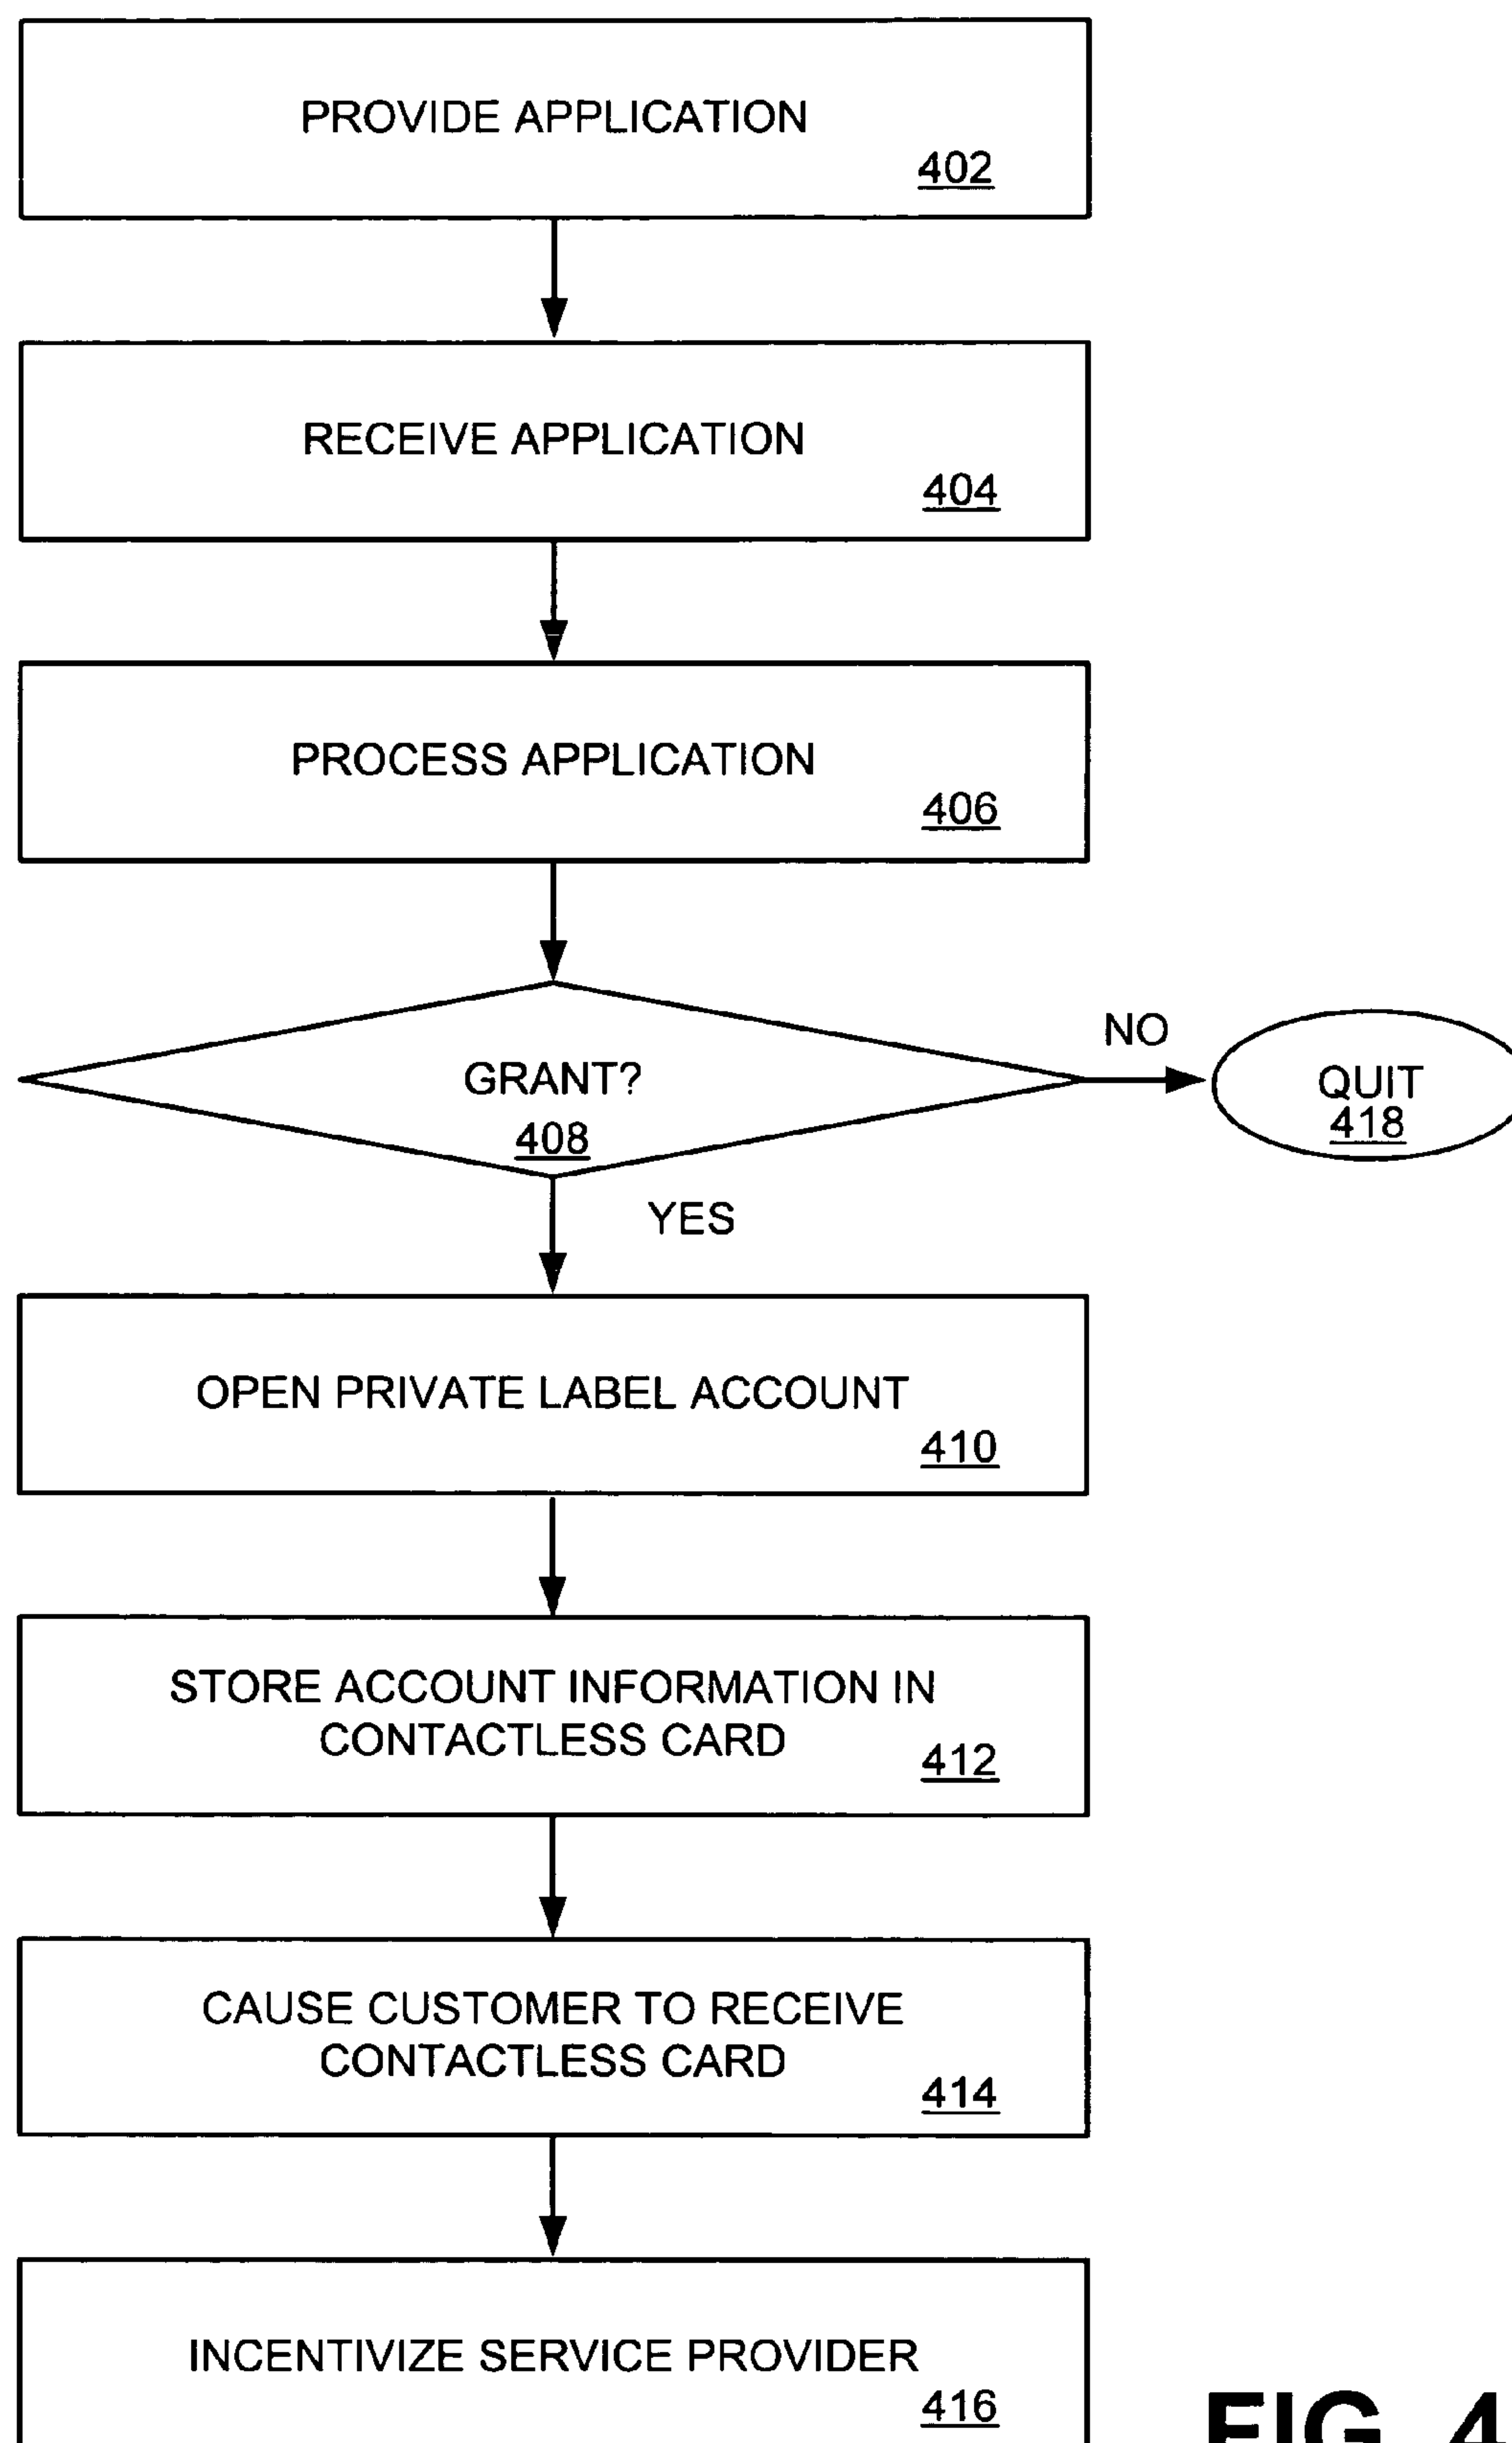 PROVIDE APPLICATION
402
RECEIVE APPLICATION
404
PROCESS APPLICATION
406
GRANT?
408
NO
QUIT
418
YES
OPEN PRIVATE LABEL ACCOUNT
410
STORE ACCOUNT INFORMATION IN
CONTACTLESS CARD
412
CAUSE CUSTOMER TO RECEIVE
CONTACTLESS CARD
414
INCENTIVIZE SERVICE PROVIDER
416
FIG. 4